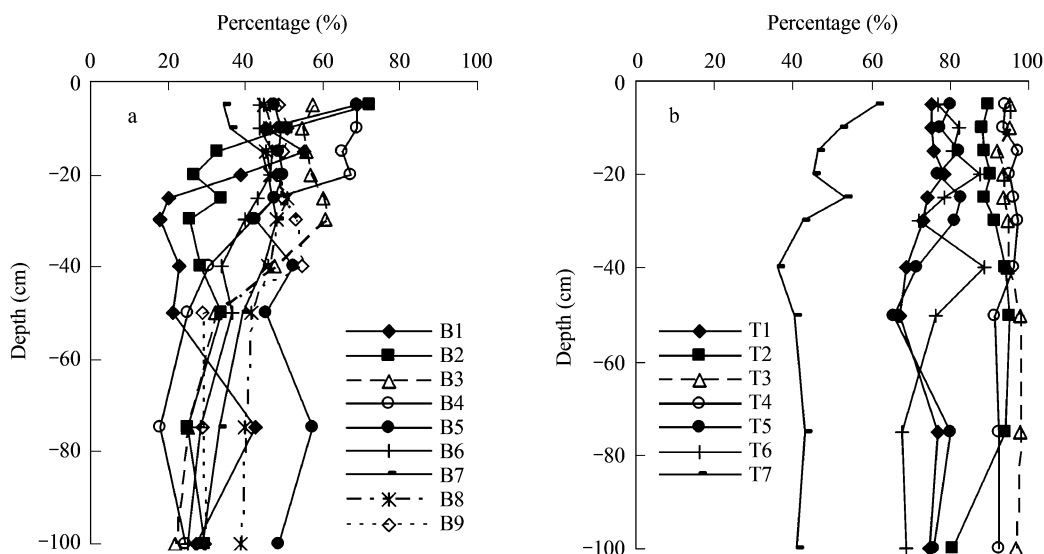 Percentage (%)
0 20 40 60 80 100
0
−20
−40
−60
−80
−100
Depth (cm)
a
B1
B2
B3
B4
B5
B6
B7
B8
B9
Percentage (%)
0 20 40 60 80 100
0
−20
−40
−60
−80
−100
Depth (cm)
b
T1
T2
T3
T4
T5
T6
T7